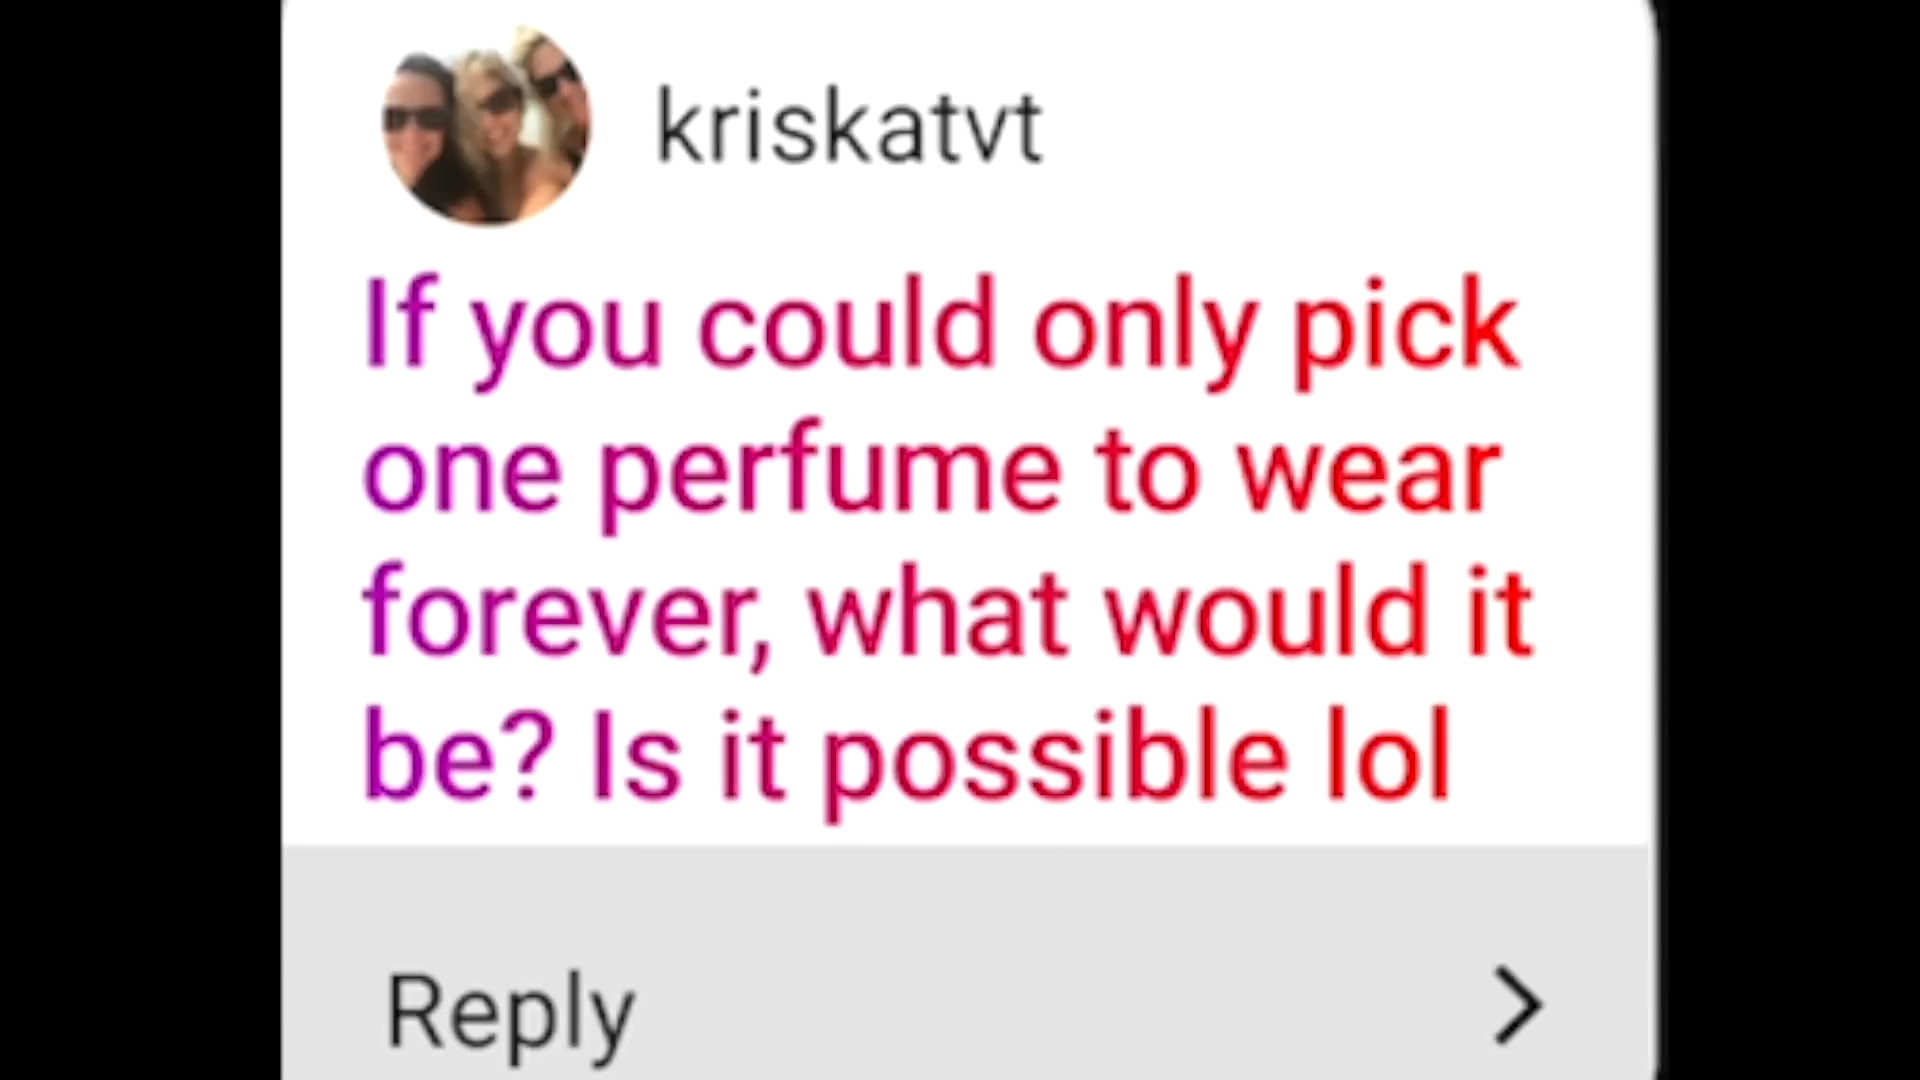 kriskatvt
If you could only pick
one perfume to wear
forever, what would it
be? Is it possible lol
Reply